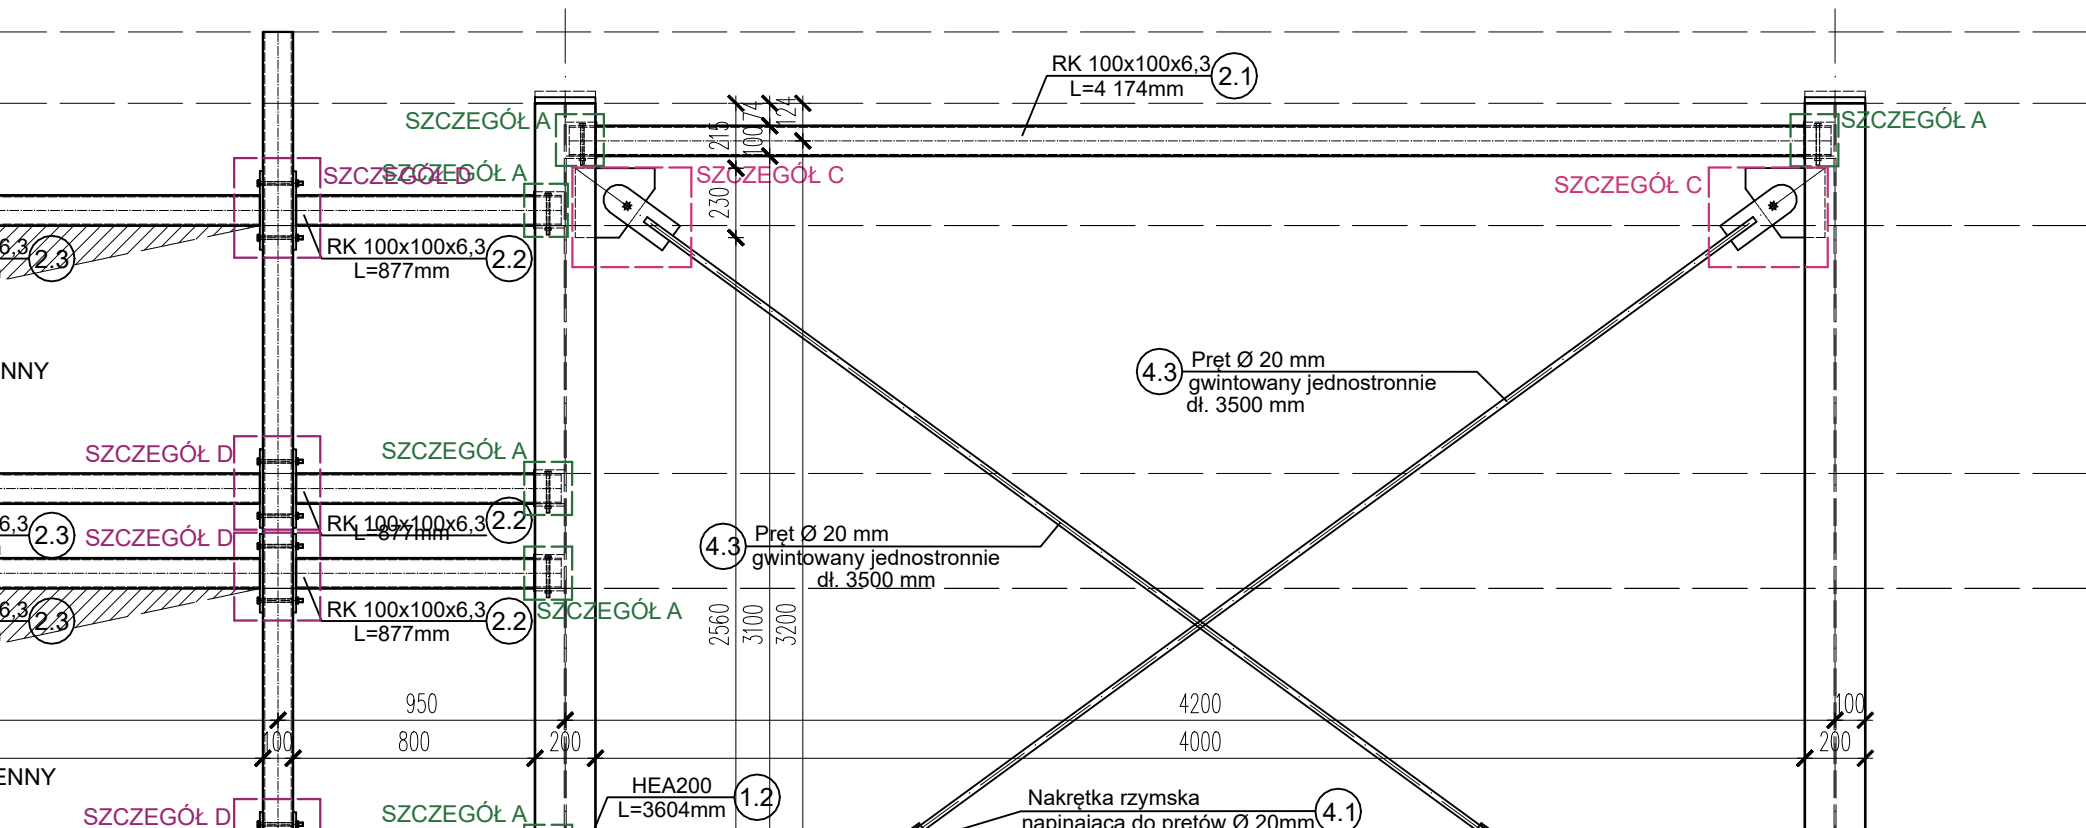 RK 100x100x6,3
L=4 174mm
2.1
SZCZEGÓŁ A
SZCZEGÓŁ A
215
100
74
124
SZCZEGÓŁ D
SZCZEGÓŁ A
SZCZEGÓŁ C
SZCZEGÓŁ C
230
6,3
2.3
RK 100x100x6,3
L=877mm
2.2
NNY
4.3
Pręt Ø 20 mm
gwintowany jednostronnie
dł. 3500 mm
SZCZEGÓŁ D
SZCZEGÓŁ A
6,3
2.3
RK 100x100x6,3
L=877mm
2.2
SZCZEGÓŁ D
4.3
Pręt Ø 20 mm
gwintowany jednostronnie
dł. 3500 mm
6,3
2.3
RK 100x100x6,3
L=877mm
2.2
SZCZEGÓŁ A
2560
3100
3200
950
4200
100
100
800
200
4000
200
ENNY
HEA200
L=3604mm
1.2
Nakrętka rzymska
napinająca do prętów Ø 20mm
4.1
SZCZEGÓŁ D
SZCZEGÓŁ A